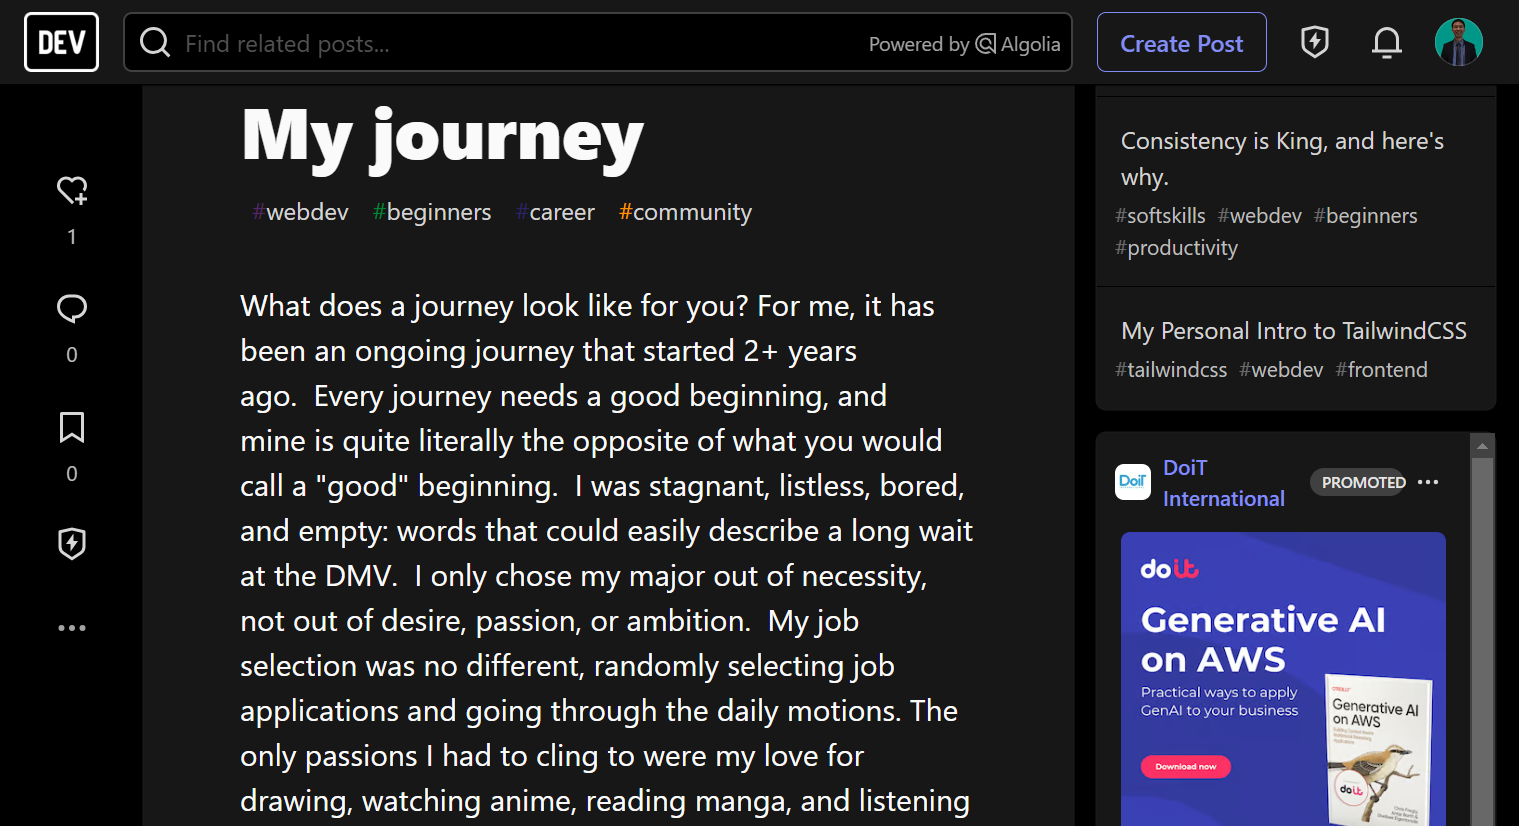 DEV
Find related posts...
Powered by Algolia
Create Post
My journey
#webdev #beginners #career #community
1
0
0
What does a journey look like for you? For me, it has
been an ongoing journey that started 2+ years
ago.  Every journey needs a good beginning, and
mine is quite literally the opposite of what you would
call a "good" beginning.  I was stagnant, listless, bored,
and empty: words that could easily describe a long wait
at the DMV.  I only chose my major out of necessity,
not out of desire, passion, or ambition.  My job
selection was no different, randomly selecting job
applications and going through the daily motions. The
only passions I had to cling to were my love for
drawing, watching anime, reading manga, and listening
Consistency is King, and here's
why.
#softskills #webdev #beginners
#productivity
My Personal Intro to TailwindCSS
#tailwindcss #webdev #frontend
DoiT
DoiT
International
PROMOTED
doit
Generative AI
on AWS
Practical ways to apply
GenAI to your business
Download now
O'REILLY
Generative AI
on AWS
doit